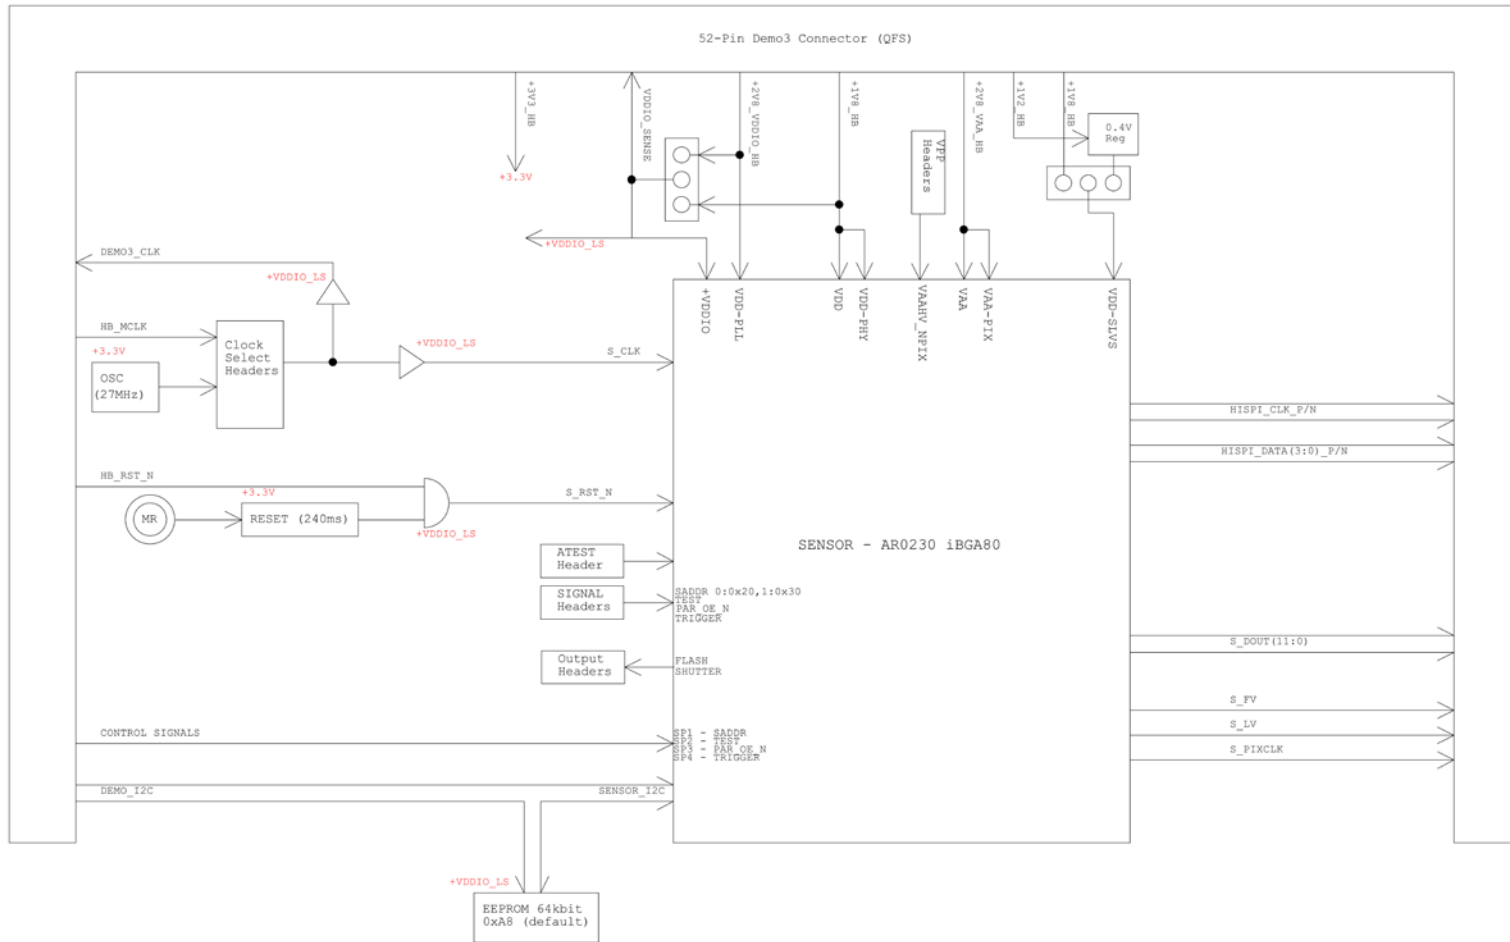 52-Pin Demo3 Connector (QFS)
+3V3_HB
VDDIO_SENSE
+2V8_VDDIO_HB
+1V8_HB
+2V8_VAA_HB
+1V2_HB
+1V8_HB
0.4V
Reg
VPP
Headers
+3.3V
+VDDIO_LS
DEMO3_CLK
+VDDIO_LS
+VDDIO
VDD-PLL
VDD
VDD-PHY
VAAHV_NPIX
VAA
VAA-PIX
VDD-SLVS
HB_MCLK
+3.3V
OSC
(27MHz)
Clock
Select
Headers
+VDDIO_LS
S_CLK
HISPI_CLK_P/N
HISPI_DATA(3:0)_P/N
HB_RST_N
MR
+3.3V
RESET (240ms)
+VDDIO_LS
S_RST_N
SENSOR - AR0230 iBGA80
ATEST
Header
SIGNAL
Headers
SADDR 0:0x20,1:0x30
TEST
PAR_OE_N
TRIGGER
Output
Headers
FLASH
SHUTTER
S_DOUT(11:0)
S_FV
S_LV
S_PIXCLK
CONTROL SIGNALS
SP1 - SADDR
SP2 - TEST
SP3 - PAR_OE_N
SP4 - TRIGGER
DEMO_I2C
SENSOR_I2C
+VDDIO_LS
EEPROM 64kbit
0xA8 (default)